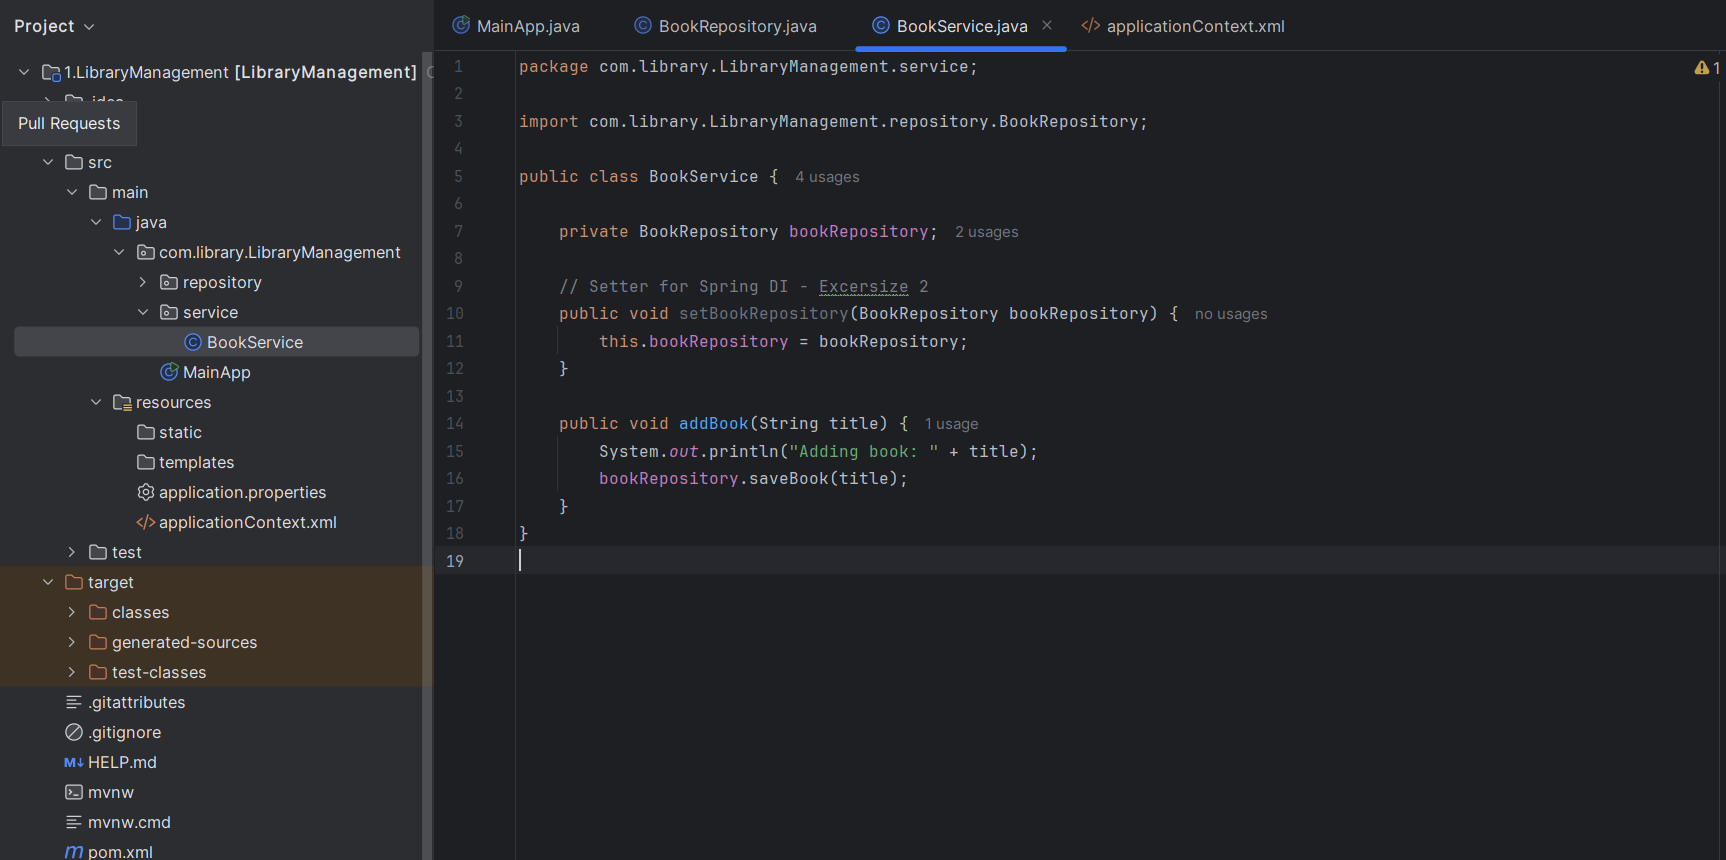 Project
1.LibraryManagement [LibraryManagement]
.idea
Pull Requests
src
main
java
com.library.LibraryManagement
repository
service
BookService
MainApp
resources
static
templates
application.properties
applicationContext.xml
test
target
classes
generated-sources
test-classes
.gitattributes
.gitignore
M↓ HELP.md
mvnw
mvnw.cmd
m pom.xml
MainApp.java BookRepository.java BookService.java applicationContext.xml
1 package com.library.LibraryManagement.service;
1
2
3 import com.library.LibraryManagement.repository.BookRepository;
4
5 public class BookService { 4 usages
6
7 private BookRepository bookRepository; 2 usages
8
9 // Setter for Spring DI - Excersize 2
10 public void setBookRepository(BookRepository bookRepository) { no usages
11 this.bookRepository = bookRepository;
12 }
13
14 public void addBook(String title) { 1 usage
15 System.out.println("Adding book: " + title);
16 bookRepository.saveBook(title);
17 }
18 }
19